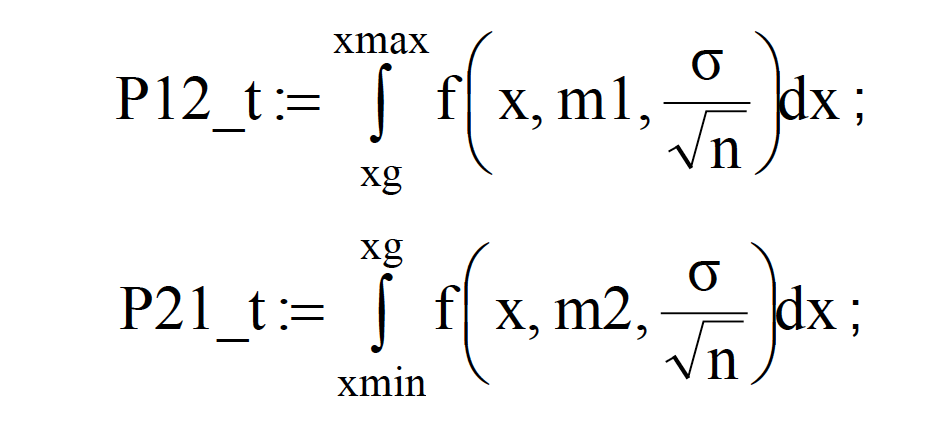 P12_t := ∫_{xg}^{xmax} f(x, m1, σ/√n)dx ;
P21_t := ∫_{xmin}^{xg} f(x, m2, σ/√n)dx ;